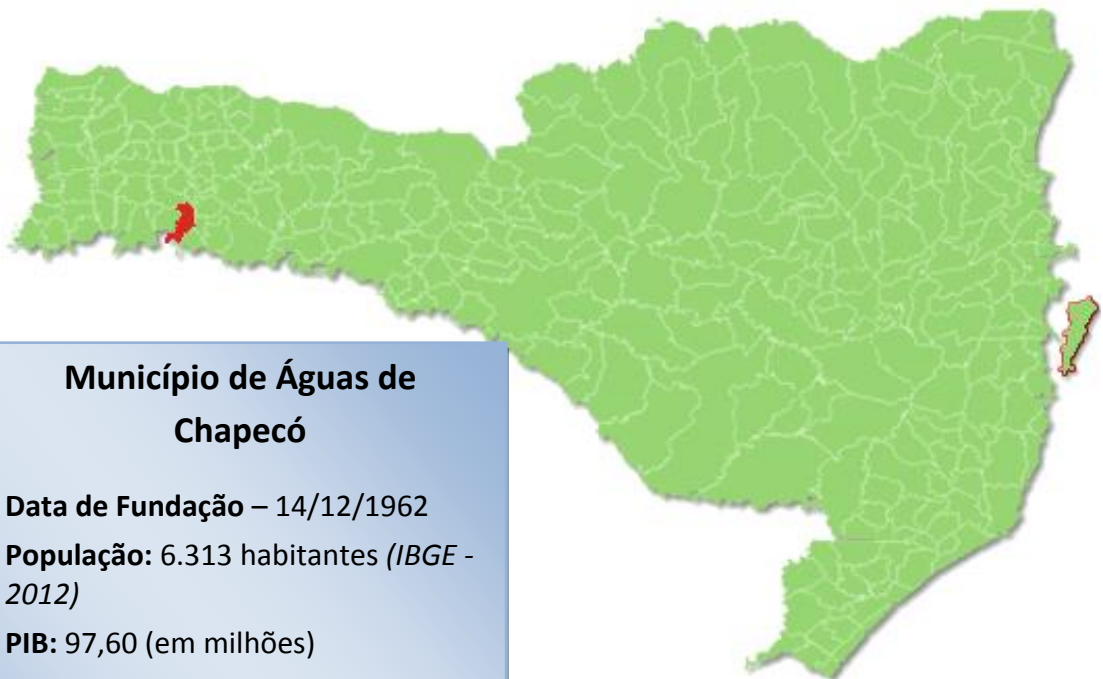 Município de Águas de
Chapecó
Data de Fundação – 14/12/1962
População: 6.313 habitantes (IBGE -
2012)
PIB: 97,60 (em milhões)